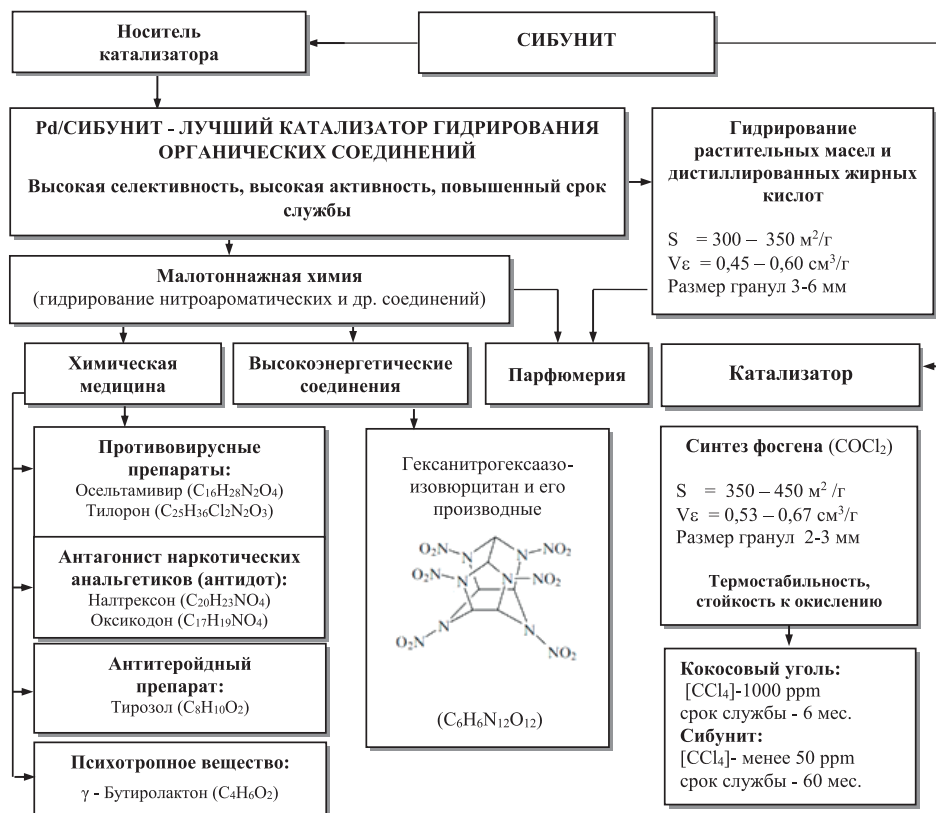 Носитель
катализатора
СИБУНИТ
Pd/СИБУНИТ - ЛУЧШИЙ КАТАЛИЗАТОР ГИДРИРОВАНИЯ
ОРГАНИЧЕСКИХ СОЕДИНЕНИЙ
Высокая селективность, высокая активность, повышенный срок
службы
Гидрирование
растительных масел и
дистиллированных жирных
кислот
S = 300 – 350 м²/г
Vε = 0,45 – 0,60 см³/г
Размер гранул 3-6 мм
Малотоннажная химия
(гидрирование нитроароматических и др. соединений)
Химическая
медицина
Высокоэнергетические
соединения
Парфюмерия
Катализатор
Противовирусные
препараты:
Осельтамивир (C₁₆H₂₈N₂O₄)
Тилорон (C₂₅H₃₆Cl₂N₂O₃)
Антагонист наркотических
анальгетиков (антидот):
Налтрексон (C₂₀H₂₃NO₄)
Оксикодон (C₁₇H₁₉NO₄)
Антитеройдный
препарат:
Тирозол (C₈H₁₀O₂)
Психотропное вещество:
γ - Бутиролактон (C₄H₆O₂)
Гексанитрогексаазо-
изовюрцитан и его
производные
O₂N-N
N-NO₂
O₂N-N
N-NO₂
O₂N-N
N-NO₂
(C₆H₆N₁₂O₁₂)
Синтез фосгена (COCl₂)
S = 350 – 450 м² /г
Vε = 0,53 – 0,67 см³/г
Размер гранул 2-3 мм
Термостабильность,
стойкость к окислению
Кокосовый уголь:
[CCl₄]-1000 ppm
срок службы - 6 мес.
Сибунит:
[CCl₄]- менее 50 ppm
срок службы - 60 мес.